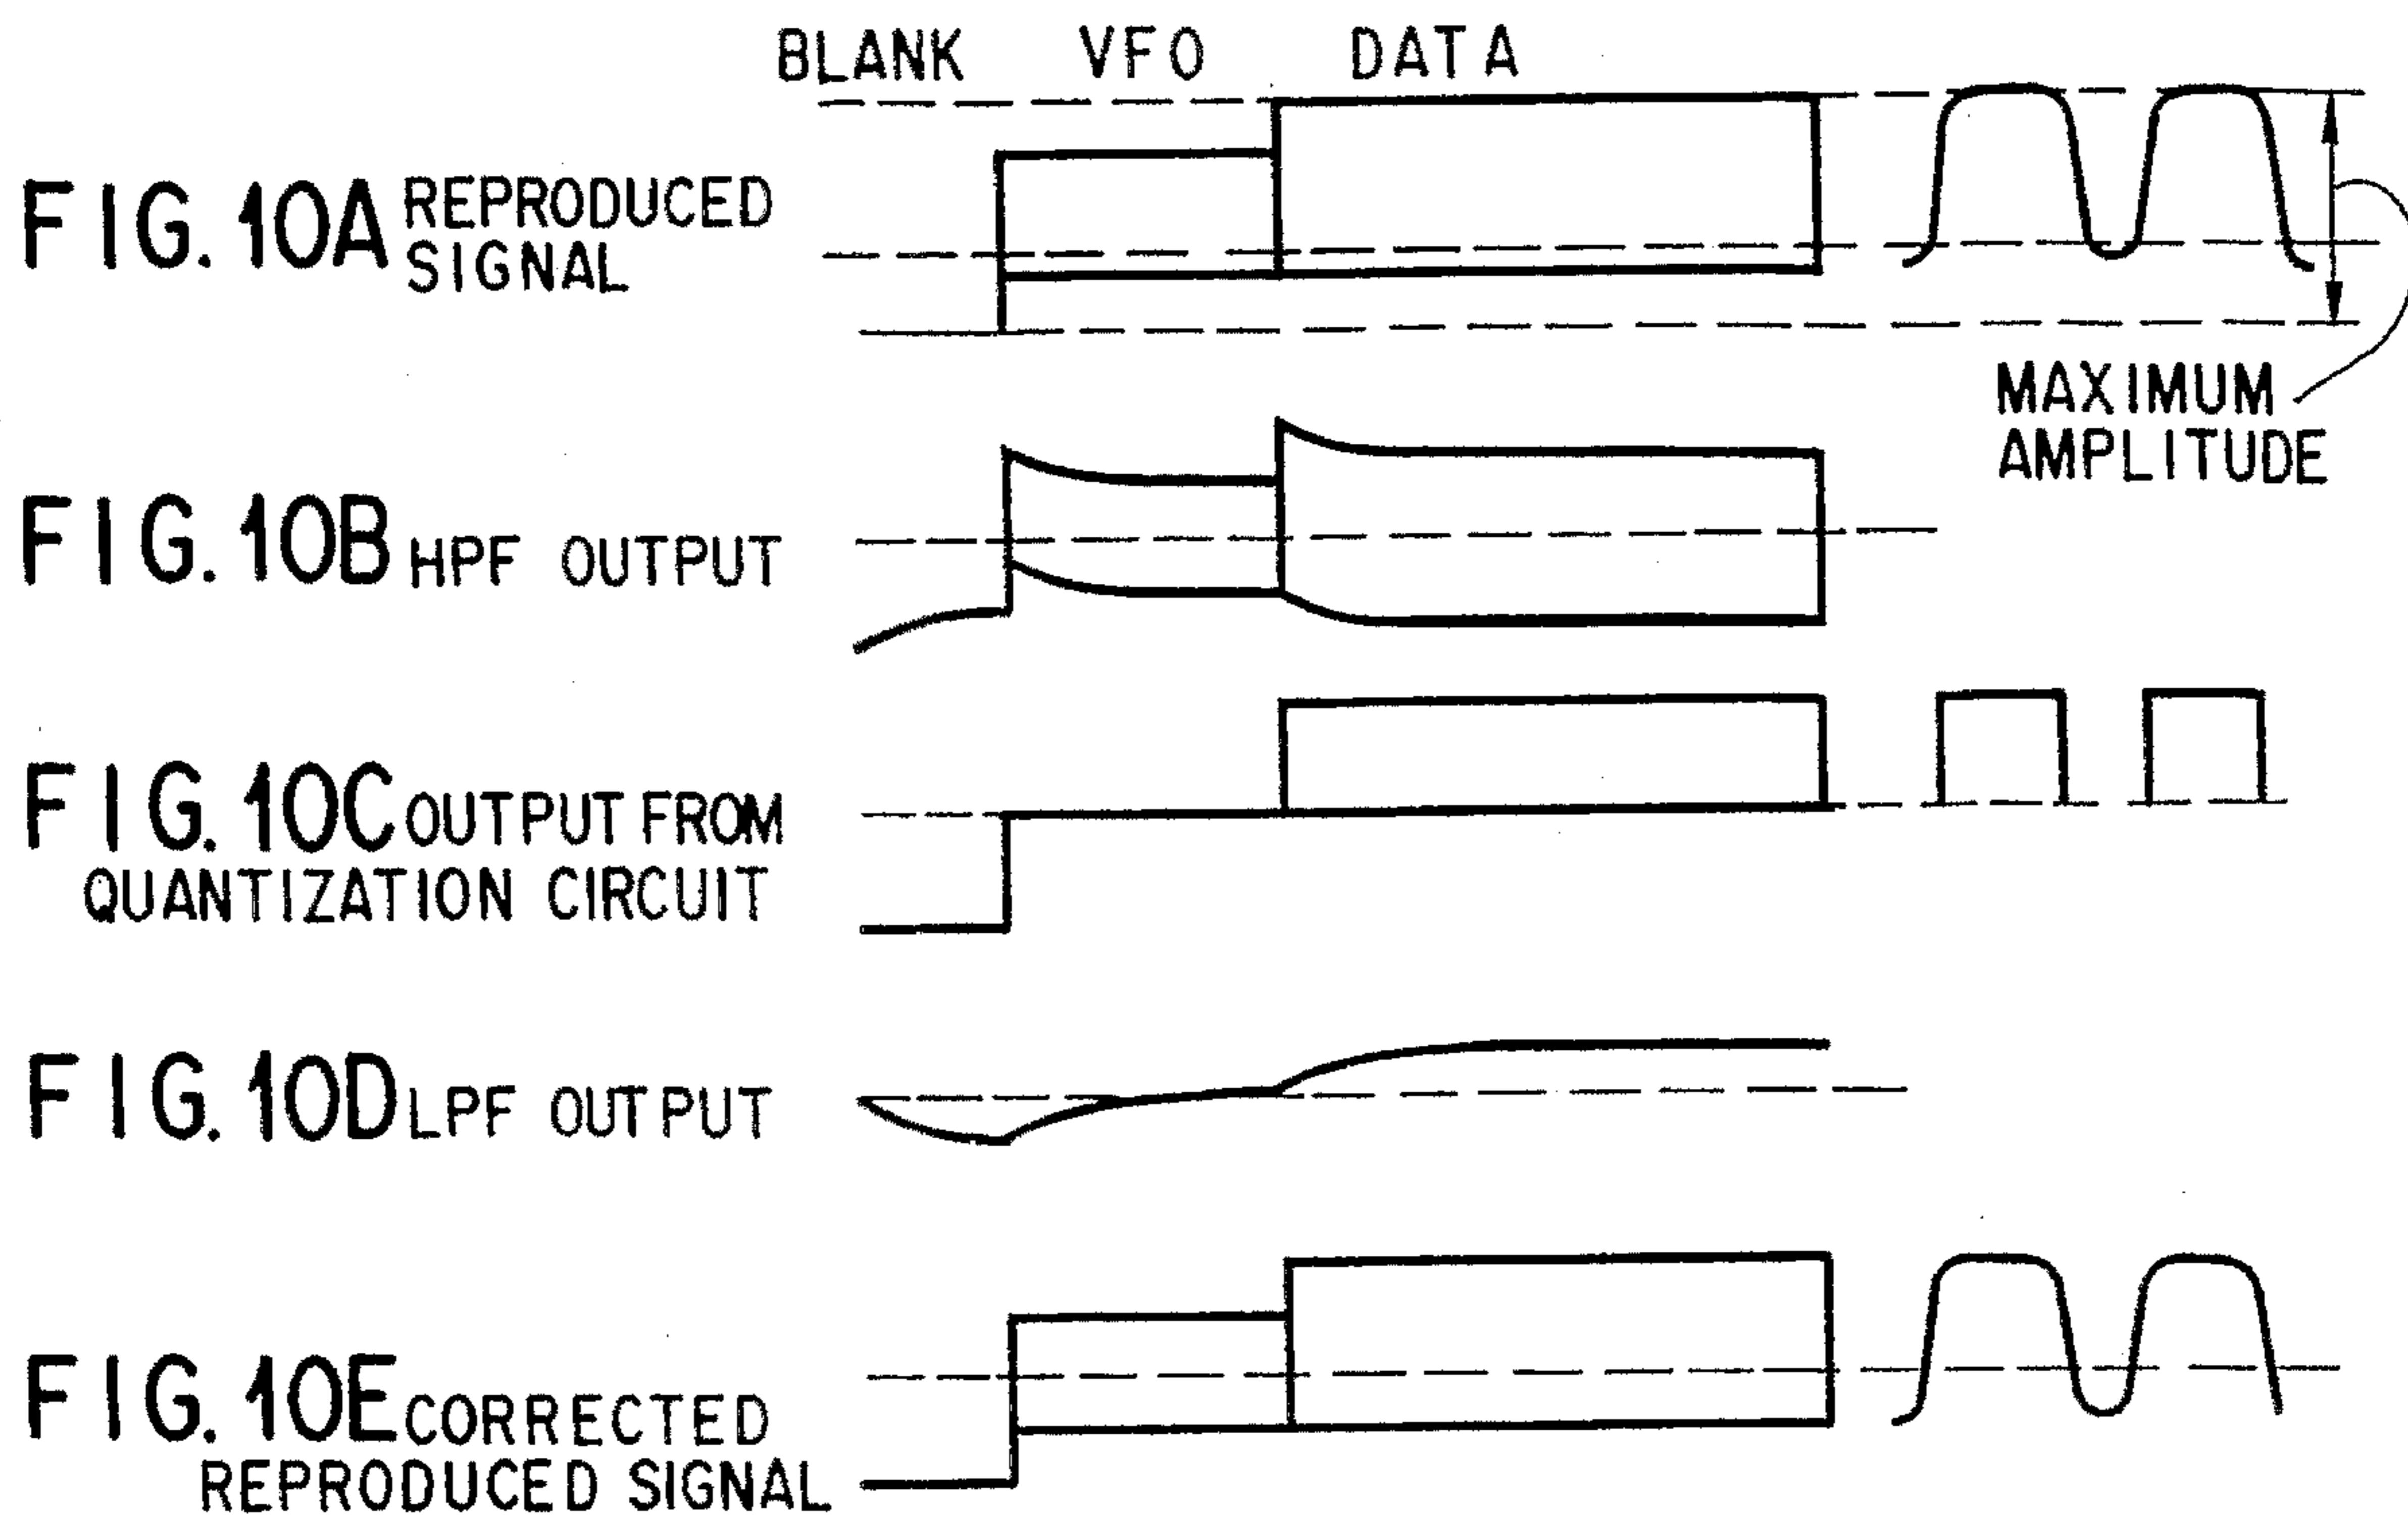 BLANK VFO DATA
FIG. 10A REPRODUCED
SIGNAL
MAXIMUM
AMPLITUDE
FIG. 10B HPF OUTPUT
FIG. 10C OUTPUT FROM
QUANTIZATION CIRCUIT
FIG. 10D LPF OUTPUT
FIG. 10E CORRECTED
REPRODUCED SIGNAL